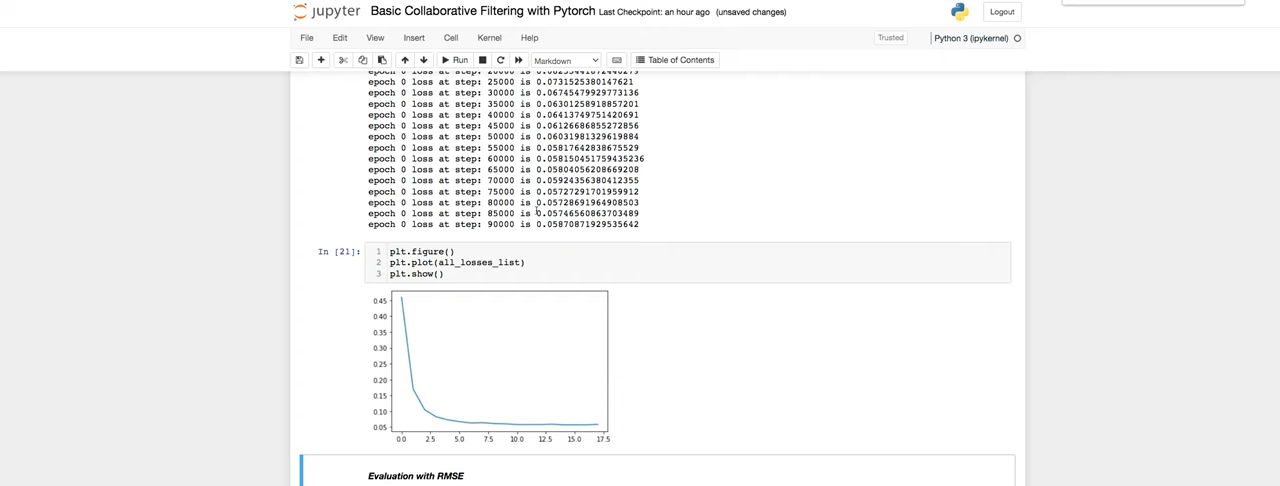 jupyter Basic Collaborative Filtering with Pytorch Last Checkpoint: an hour ago (unsaved changes) Logout
File Edit View Insert Cell Kernel Help Trusted Python 3 (ipykernel)
Run Markdown Table of Contents
epoch 0 loss at step: 20000 is
epoch 0 loss at step: 25000 is 0.0731525380147621
epoch 0 loss at step: 30000 is 0.06745479929773136
epoch 0 loss at step: 35000 is 0.06301258918857201
epoch 0 loss at step: 40000 is 0.06413749751420691
epoch 0 loss at step: 45000 is 0.06126686855272856
epoch 0 loss at step: 50000 is 0.06031981329619884
epoch 0 loss at step: 55000 is 0.05817642838675529
epoch 0 loss at step: 60000 is 0.058150451759435236
epoch 0 loss at step: 65000 is 0.05804056208669208
epoch 0 loss at step: 70000 is 0.05924356380412355
epoch 0 loss at step: 75000 is 0.05727291701959912
epoch 0 loss at step: 80000 is 0.05728691964908503
epoch 0 loss at step: 85000 is 0.05746560863703489
epoch 0 loss at step: 90000 is 0.05870871929535642
In [21]: 1 plt.figure()
2 plt.plot(all_losses_list)
3 plt.show()
0.45
0.40
0.35
0.30
0.25
0.20
0.15
0.10
0.05
0.0 2.5 5.0 7.5 10.0 12.5 15.0 17.5
Evaluation with RMSE